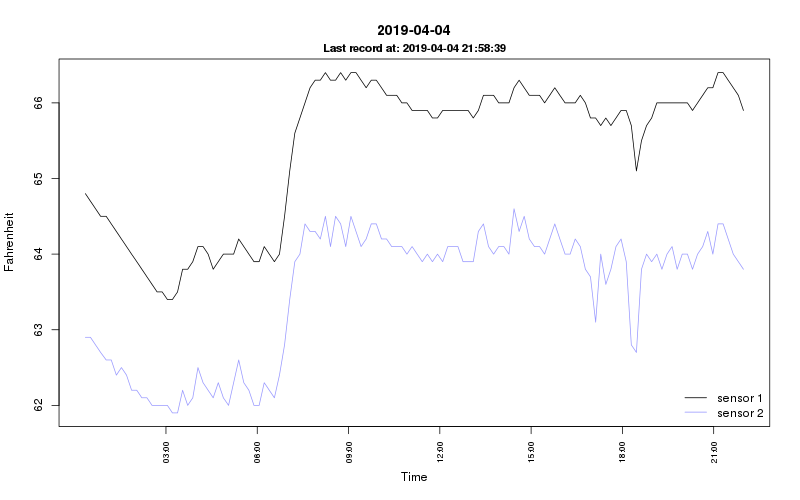 2019-04-04
Last record at: 2019-04-04 21:58:39
Fahrenheit
66
65
64
63
62
03:00
06:00
09:00
12:00
15:00
18:00
21:00
Time
sensor 1
sensor 2